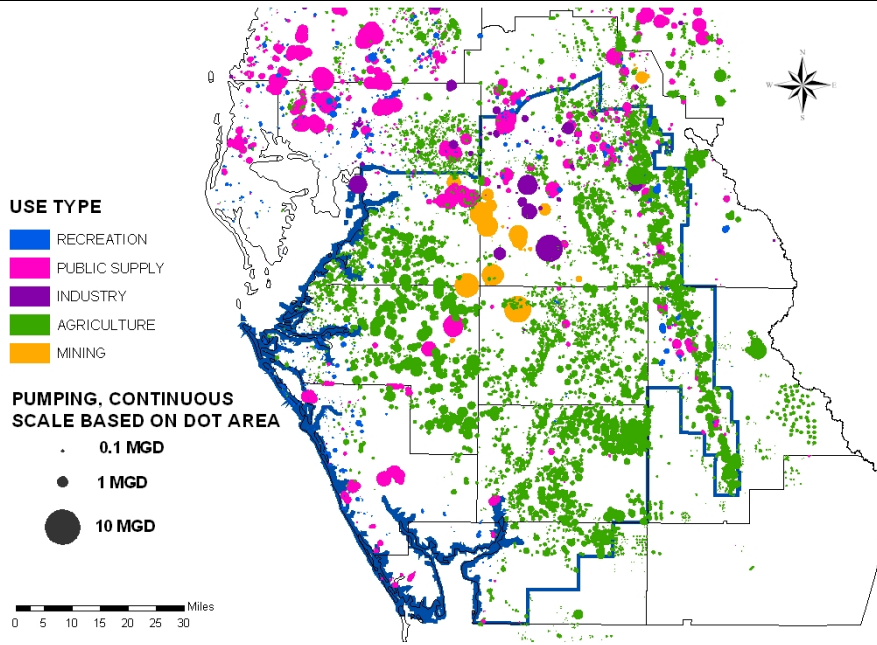 N
W
E
S
USE TYPE
RECREATION
PUBLIC SUPPLY
INDUSTRY
AGRICULTURE
MINING
PUMPING, CONTINUOUS
SCALE BASED ON DOT AREA
0.1 MGD
1 MGD
10 MGD
Miles
0 5 10 15 20 25 30